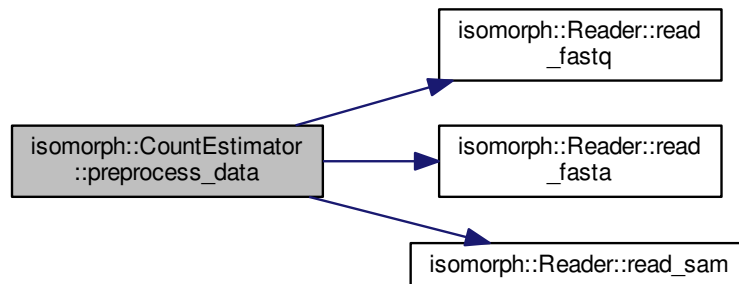 isomorph::CountEstimator
::preprocess_data
isomorph::Reader::read
_fastq
isomorph::Reader::read
_fasta
isomorph::Reader::read_sam